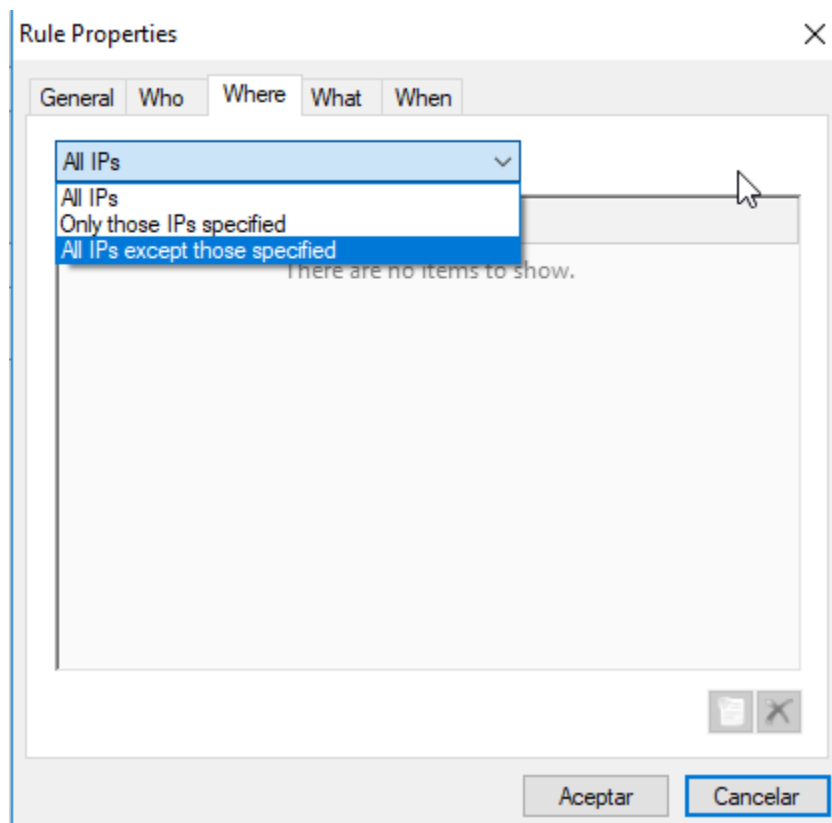 Rule Properties
General Who Where What When
All IPs
All IPs
Only those IPs specified
All IPs except those specified
There are no items to show.
Aceptar Cancelar